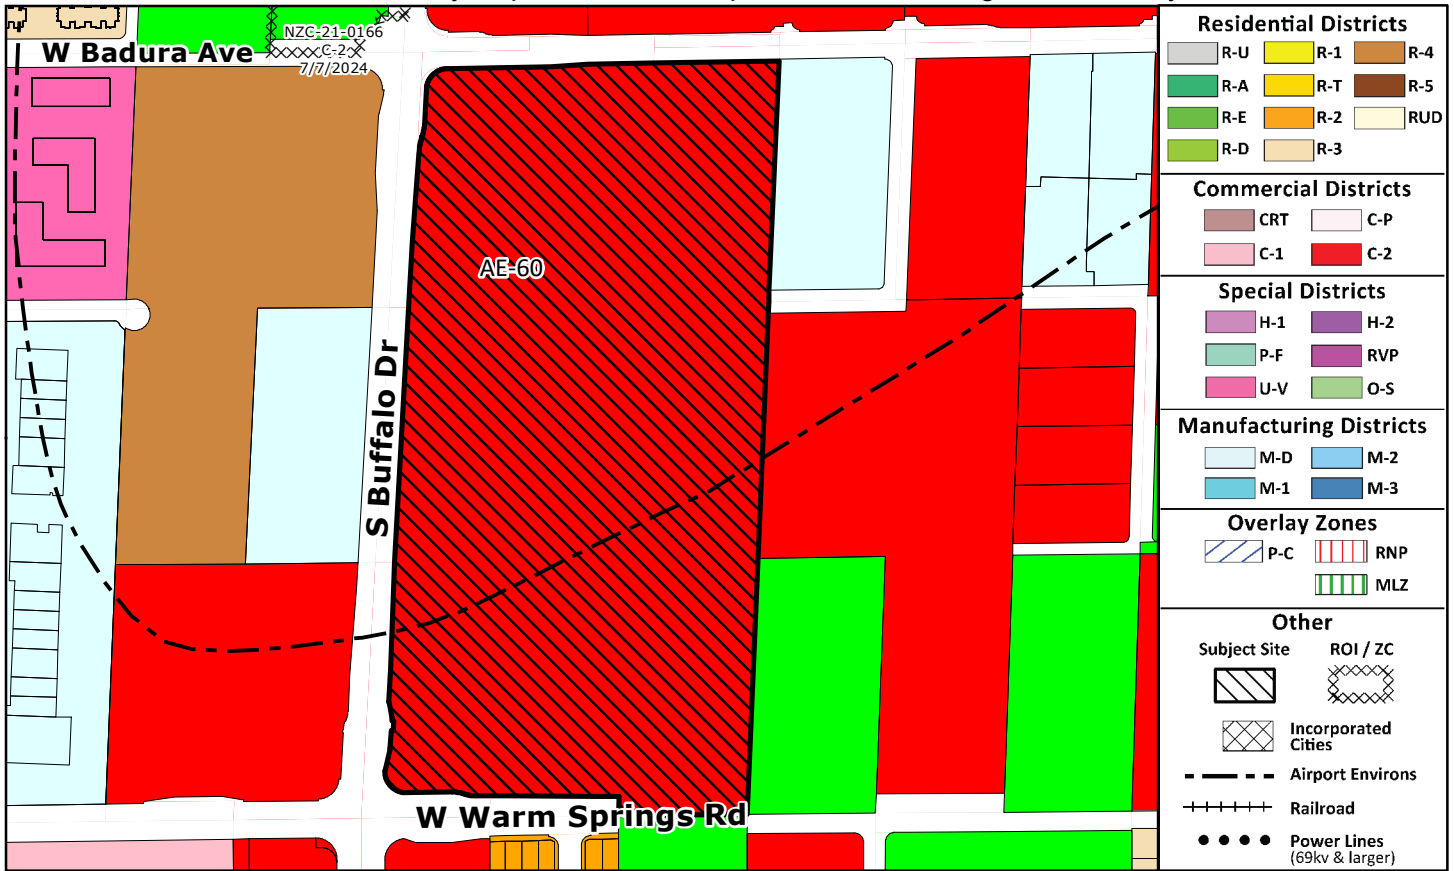 NZC-21-0166
C-2
7/7/2024
W Badura Ave
AE-60
S Buffalo Dr
W Warm Springs Rd
Residential Districts
R-U
R-1
R-4
R-A
R-T
R-5
R-E
R-2
RUD
R-D
R-3
Commercial Districts
CRT
C-P
C-1
C-2
Special Districts
H-1
H-2
P-F
RVP
U-V
O-S
Manufacturing Districts
M-D
M-2
M-1
M-3
Overlay Zones
P-C
RNP
MLZ
Other
Subject Site
ROI / ZC
Incorporated
Cities
Airport Environs
Railroad
Power Lines
(69kv & larger)